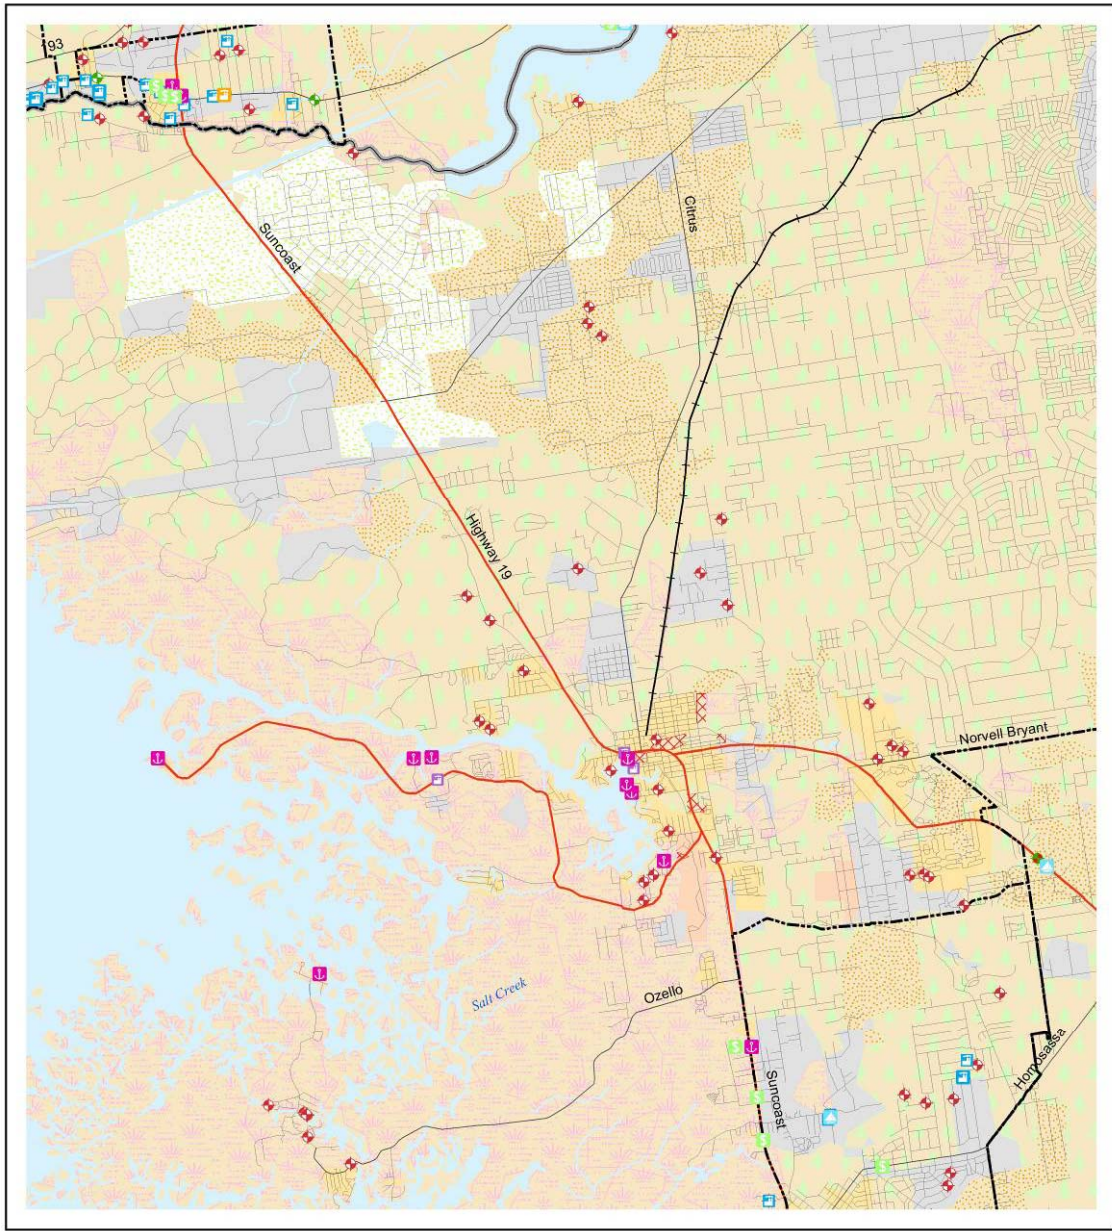 93
Suncoast
Citrus
Highway 19
Norvell Bryant
Salt Creek
Ozello
Homosassa
Suncoast
$
$
$
$
$
$
$